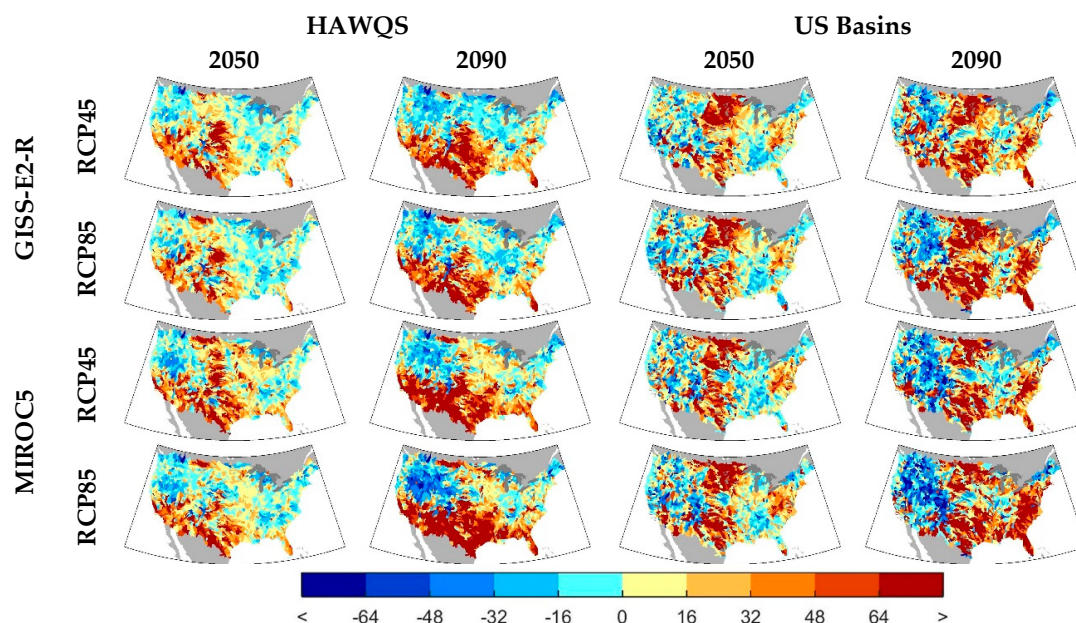 HAWQS US Basins
2050 2090 2050 2090
GISS-E2-R
RCP45
RCP85
MIROC5
RCP45
RCP85
< -64 -48 -32 -16 0 16 32 48 64 >